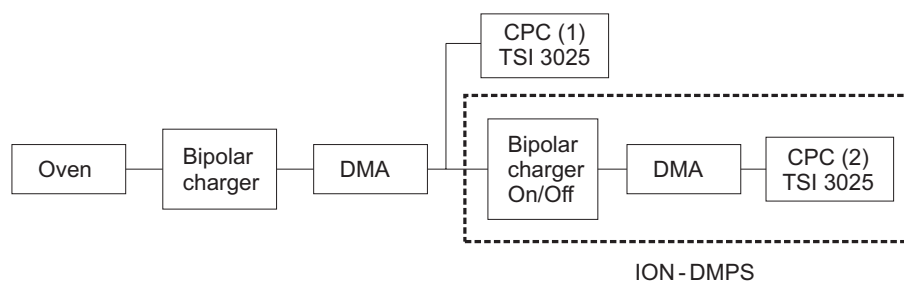 CPC (1)
TSI 3025
Oven
Bipolar
charger
DMA
Bipolar
charger
On/Off
DMA
CPC (2)
TSI 3025
ION - DMPS